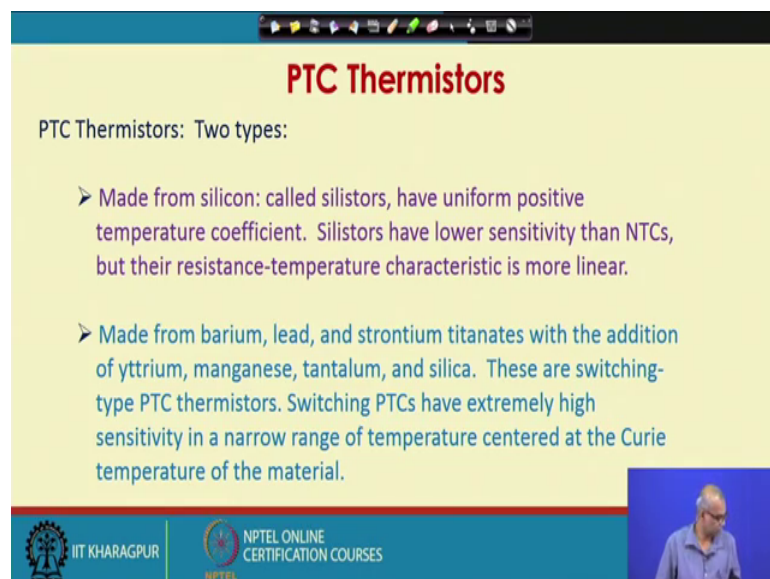 PTC Thermistors
PTC Thermistors: Two types:
Made from silicon: called silistors, have uniform positive
temperature coefficient. Silistors have lower sensitivity than NTCs,
but their resistance-temperature characteristic is more linear.
Made from barium, lead, and strontium titanates with the addition
of yttrium, manganese, tantalum, and silica. These are switching-
type PTC thermistors. Switching PTCs have extremely high
sensitivity in a narrow range of temperature centered at the Curie
temperature of the material.
IIT KHARAGPUR
NPTEL ONLINE
CERTIFICATION COURSES
NPTEL